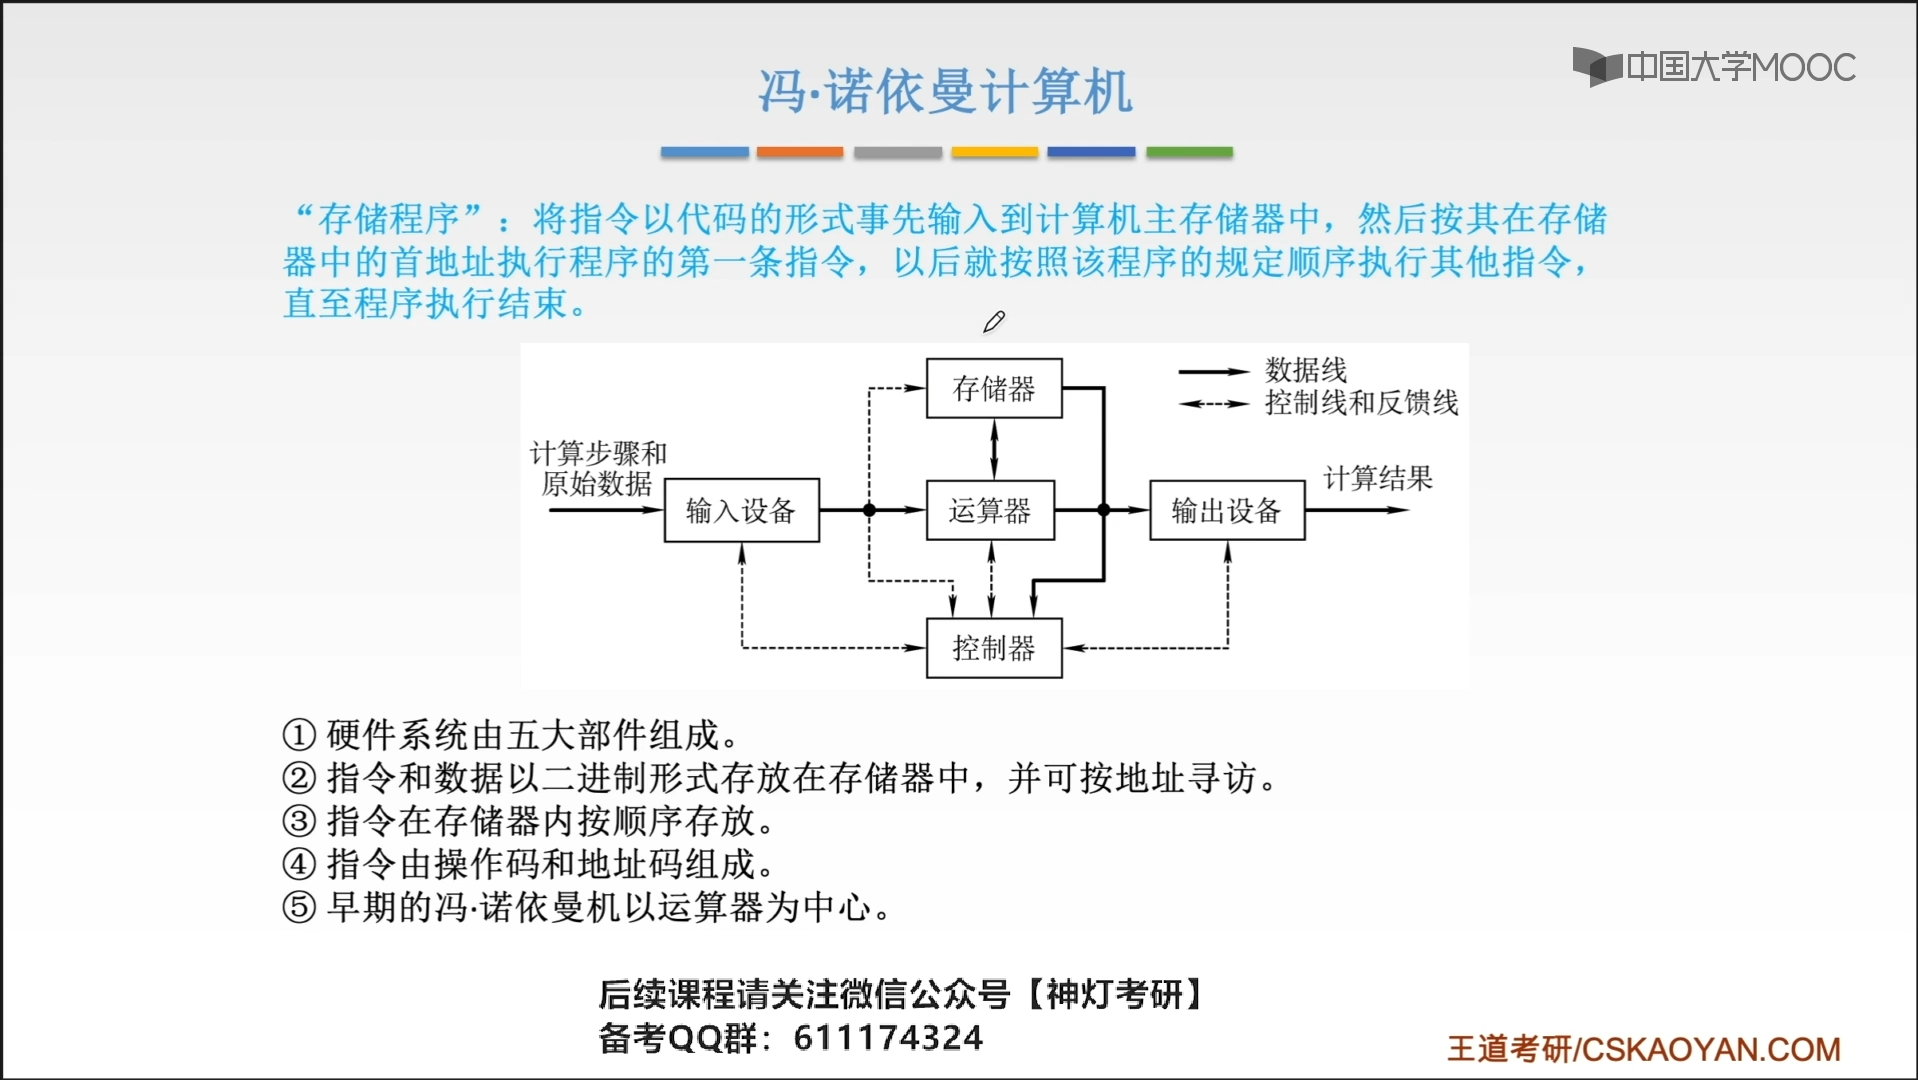 中国大学MOOC
冯·诺依曼计算机
“存储程序”：将指令以代码的形式事先输入到计算机主存储器中，然后按其在存储
器中的首地址执行程序的第一条指令，以后就按照该程序的规定顺序执行其他指令，
直至程序执行结束。
存储器
数据线
控制线和反馈线
计算步骤和
原始数据
输入设备
运算器
输出设备
计算结果
控制器
① 硬件系统由五大部件组成。
② 指令和数据以二进制形式存放在存储器中，并可按地址寻访。
③ 指令在存储器内按顺序存放。
④ 指令由操作码和地址码组成。
⑤ 早期的冯·诺依曼机以运算器为中心。
后续课程请关注微信公众号【神灯考研】
备考QQ群：611174324
王道考研/CSKAOYAN.COM